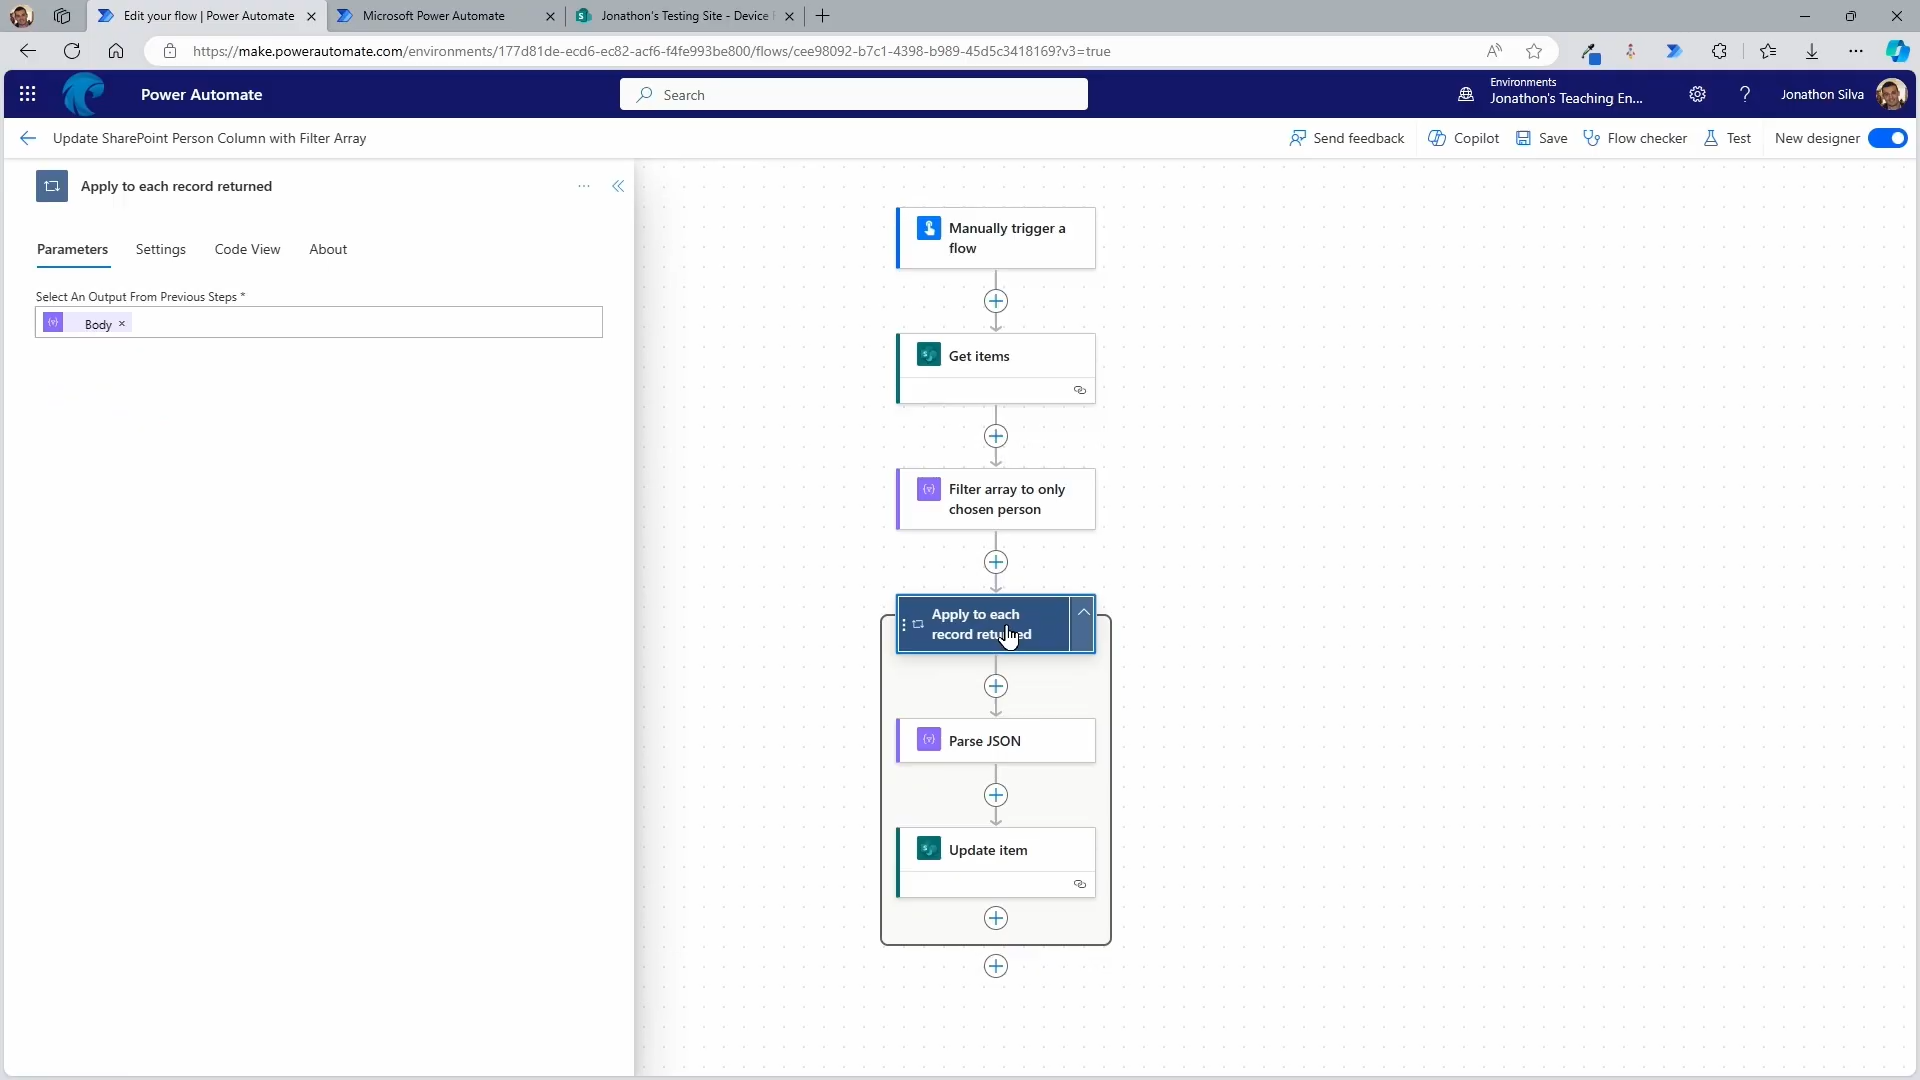 Edit your flow | Power Automate
Microsoft Power Automate
Jonathon's Testing Site - Device
https://make.powerautomate.com/environments/177d81de-ecd6-ec82-acf6-f4fe993be800/flows/cee98092-b7c1-4398-b989-45d5c3418169?v3=true
Power Automate
Search
Environments
Jonathon's Teaching En...
Jonathon Silva
Update SharePoint Person Column with Filter Array
Send feedback
Copilot
Save
Flow checker
Test
New designer
Apply to each record returned
Parameters
Settings
Code View
About
Select An Output From Previous Steps *
Body
Manually trigger a
flow
Get items
Filter array to only
chosen person
Apply to each
record returned
Parse JSON
Update item